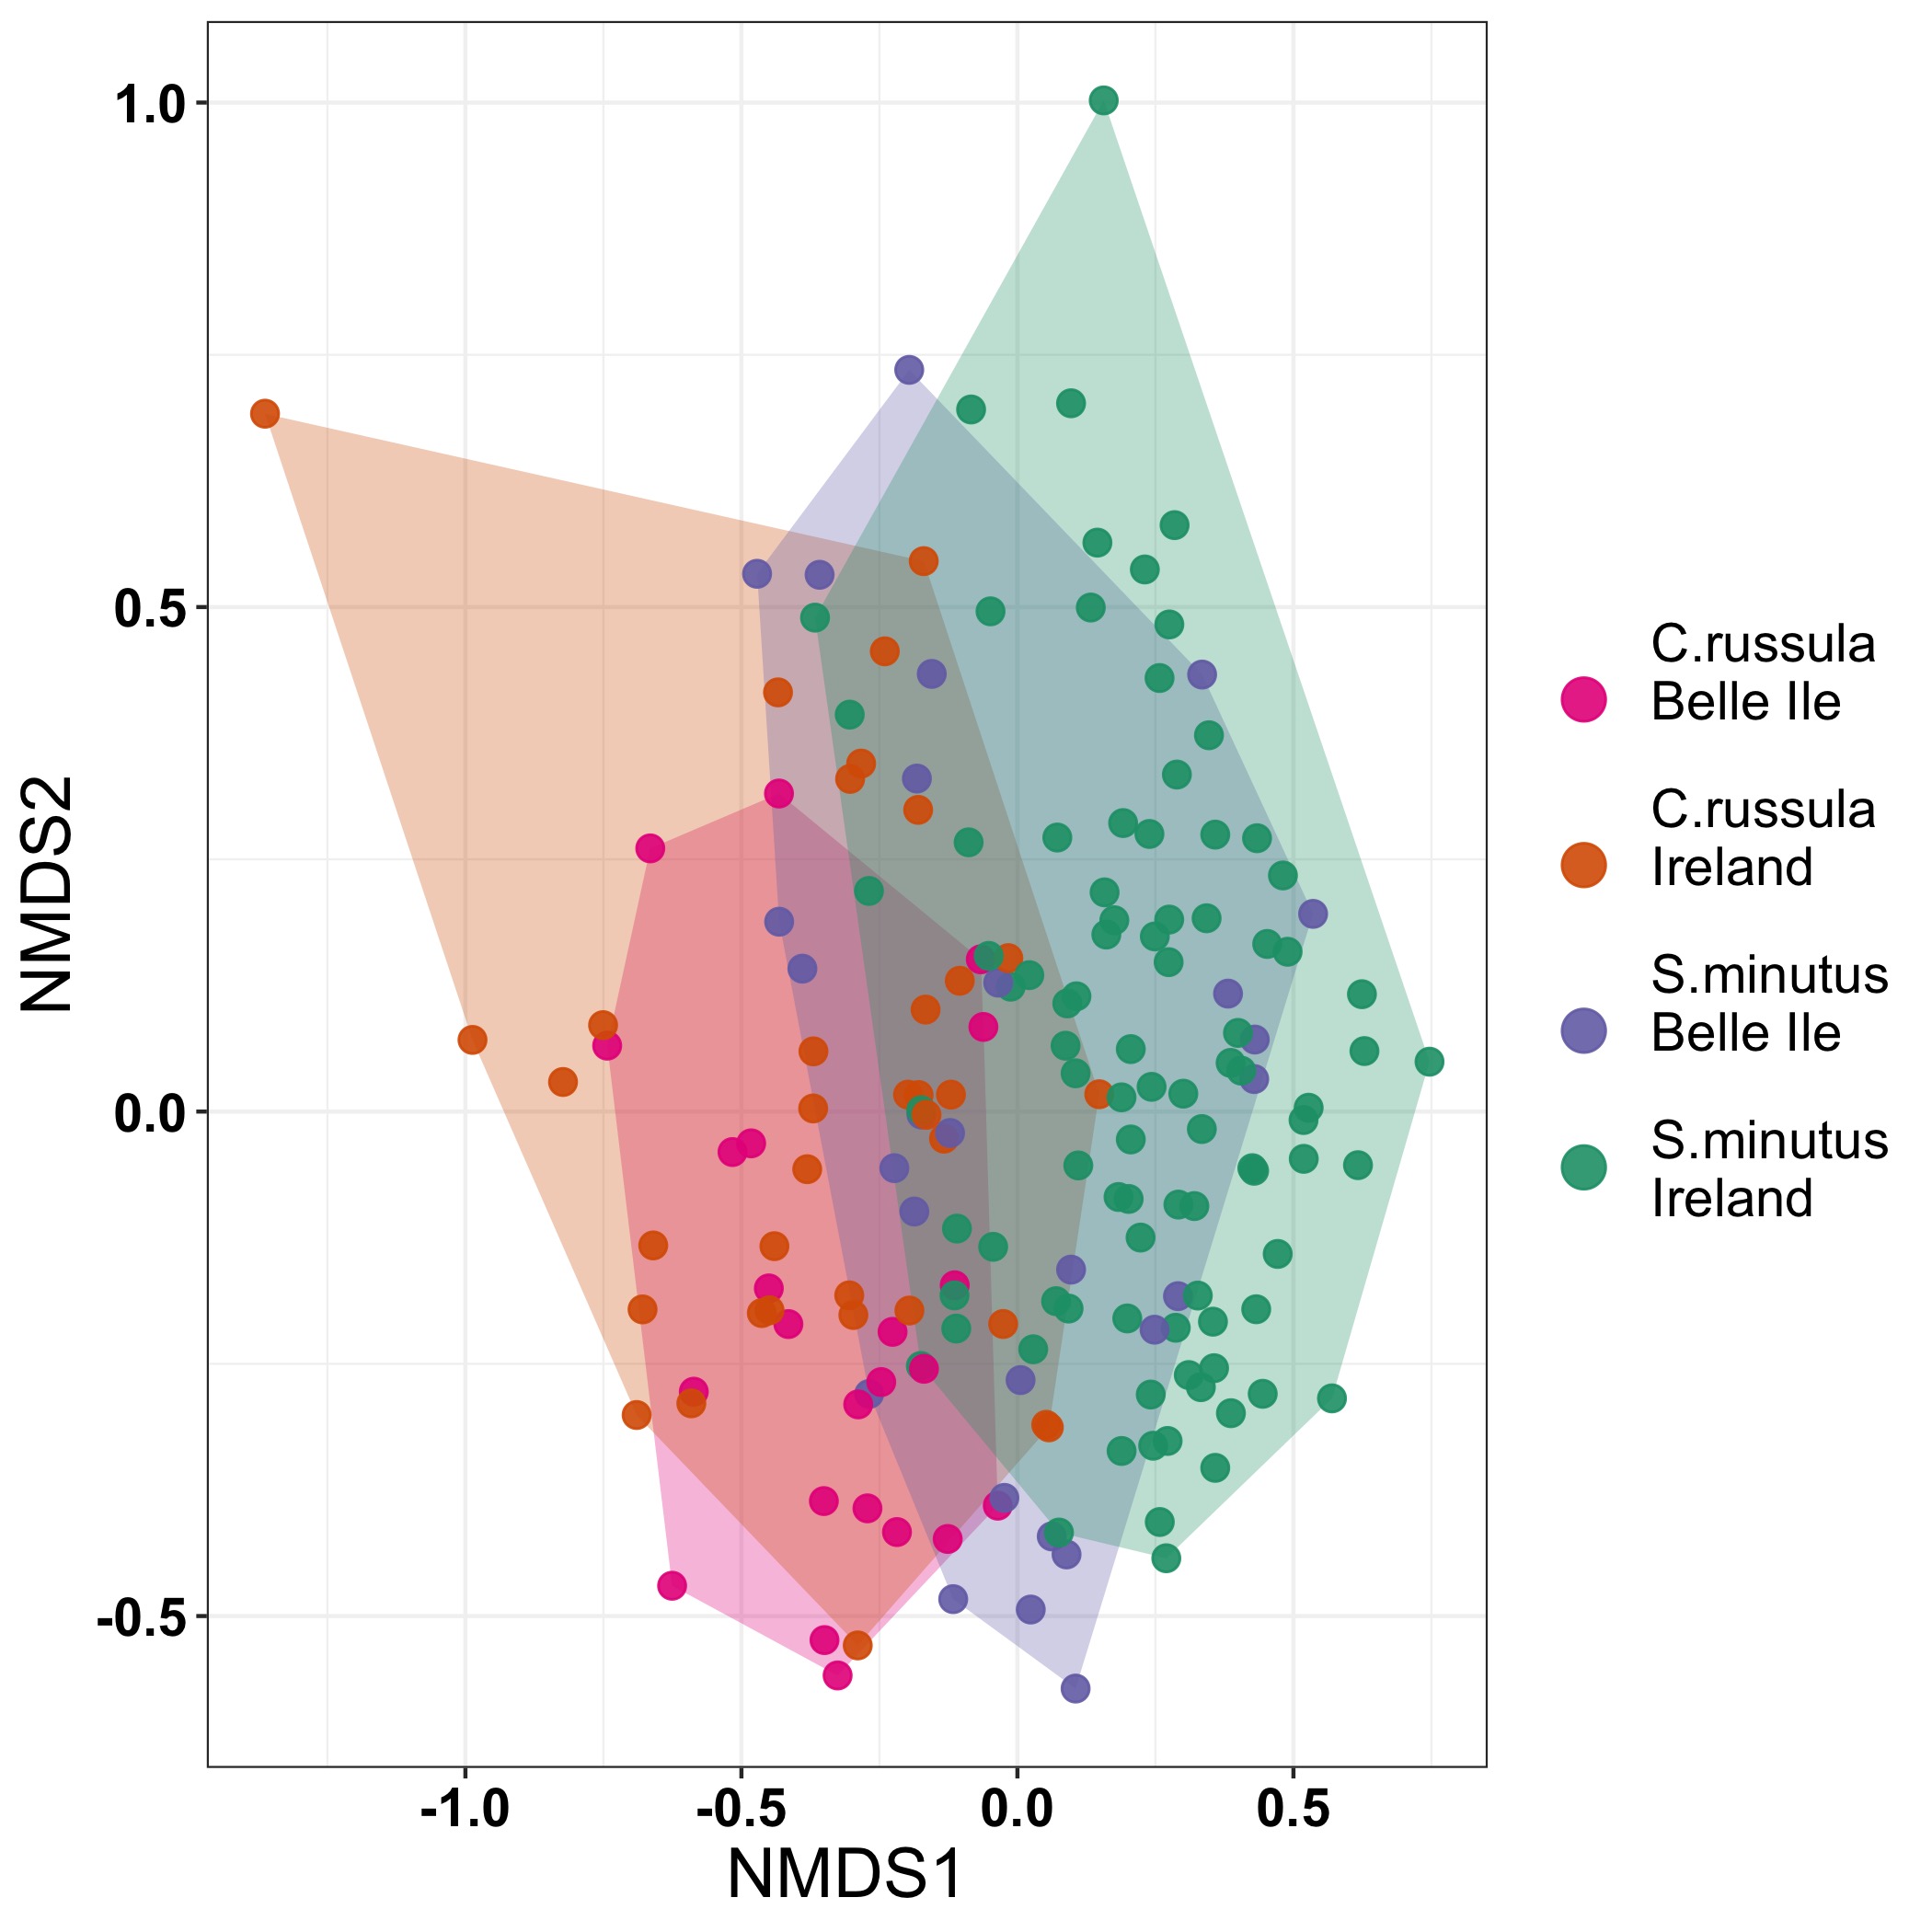 NMDS2
1.0
0.5
0.0
-0.5
-1.0 -0.5 0.0 0.5
NMDS1
C.russula
Belle Ile
C.russula
Ireland
S.minutus
Belle Ile
S.minutus
Ireland